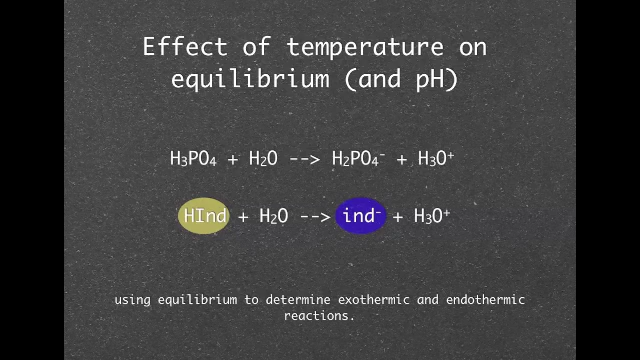 Effect of temperature on
equilibrium (and pH)
H₃PO₄ + H₂O --> H₂PO₄⁻ + H₃O⁺
HInd + H₂O --> ind⁻ + H₃O⁺
using equilibrium to determine exothermic and endothermic
reactions.